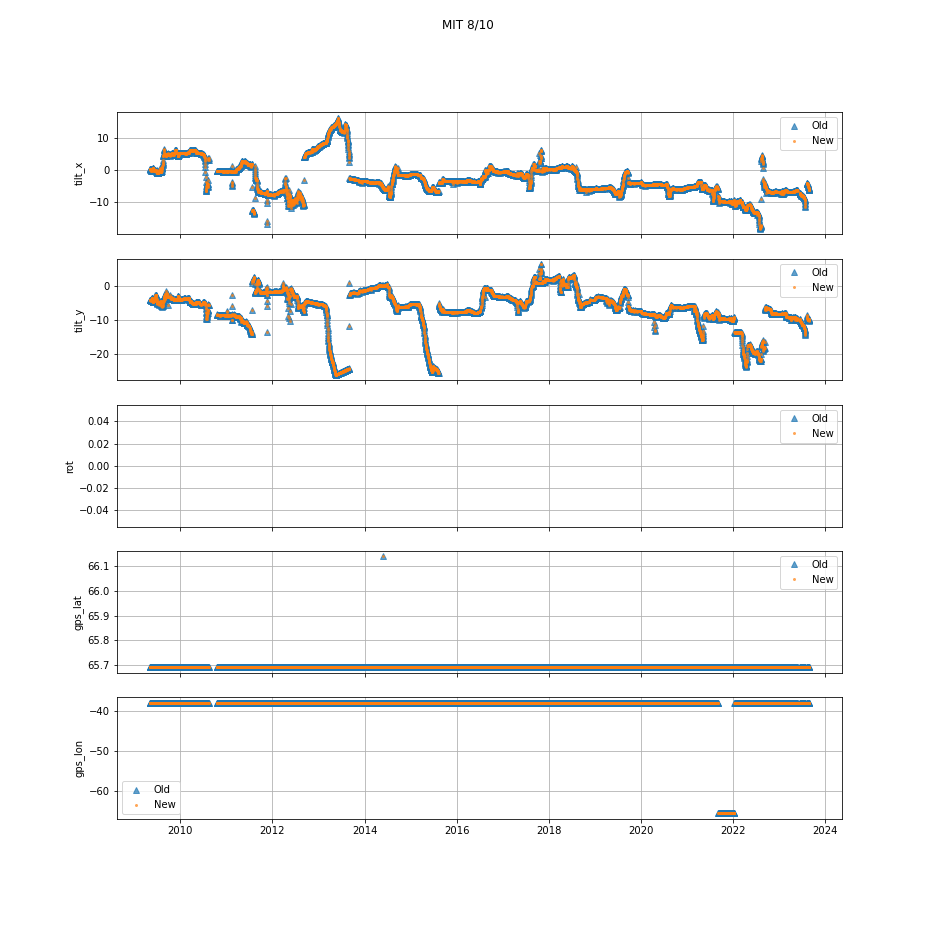 MIT 8/10
10
0
−10
tilt_x
Old
New
0
−10
−20
tilt_y
Old
New
0.04
0.02
0.00
−0.02
−0.04
rot
Old
New
66.1
66.0
65.9
65.8
65.7
gps_lat
Old
New
−40
−50
−60
gps_lon
Old
New
2010 2012 2014 2016 2018 2020 2022 2024